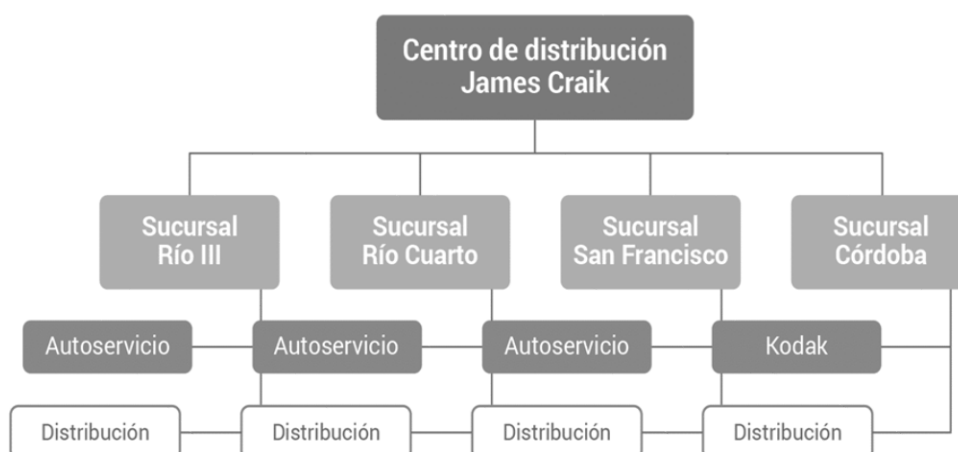 Centro de distribución
James Craik
Sucursal
Río III
Sucursal
Río Cuarto
Sucursal
San Francisco
Sucursal
Córdoba
Autoservicio
Autoservicio
Autoservicio
Kodak
Distribución
Distribución
Distribución
Distribución